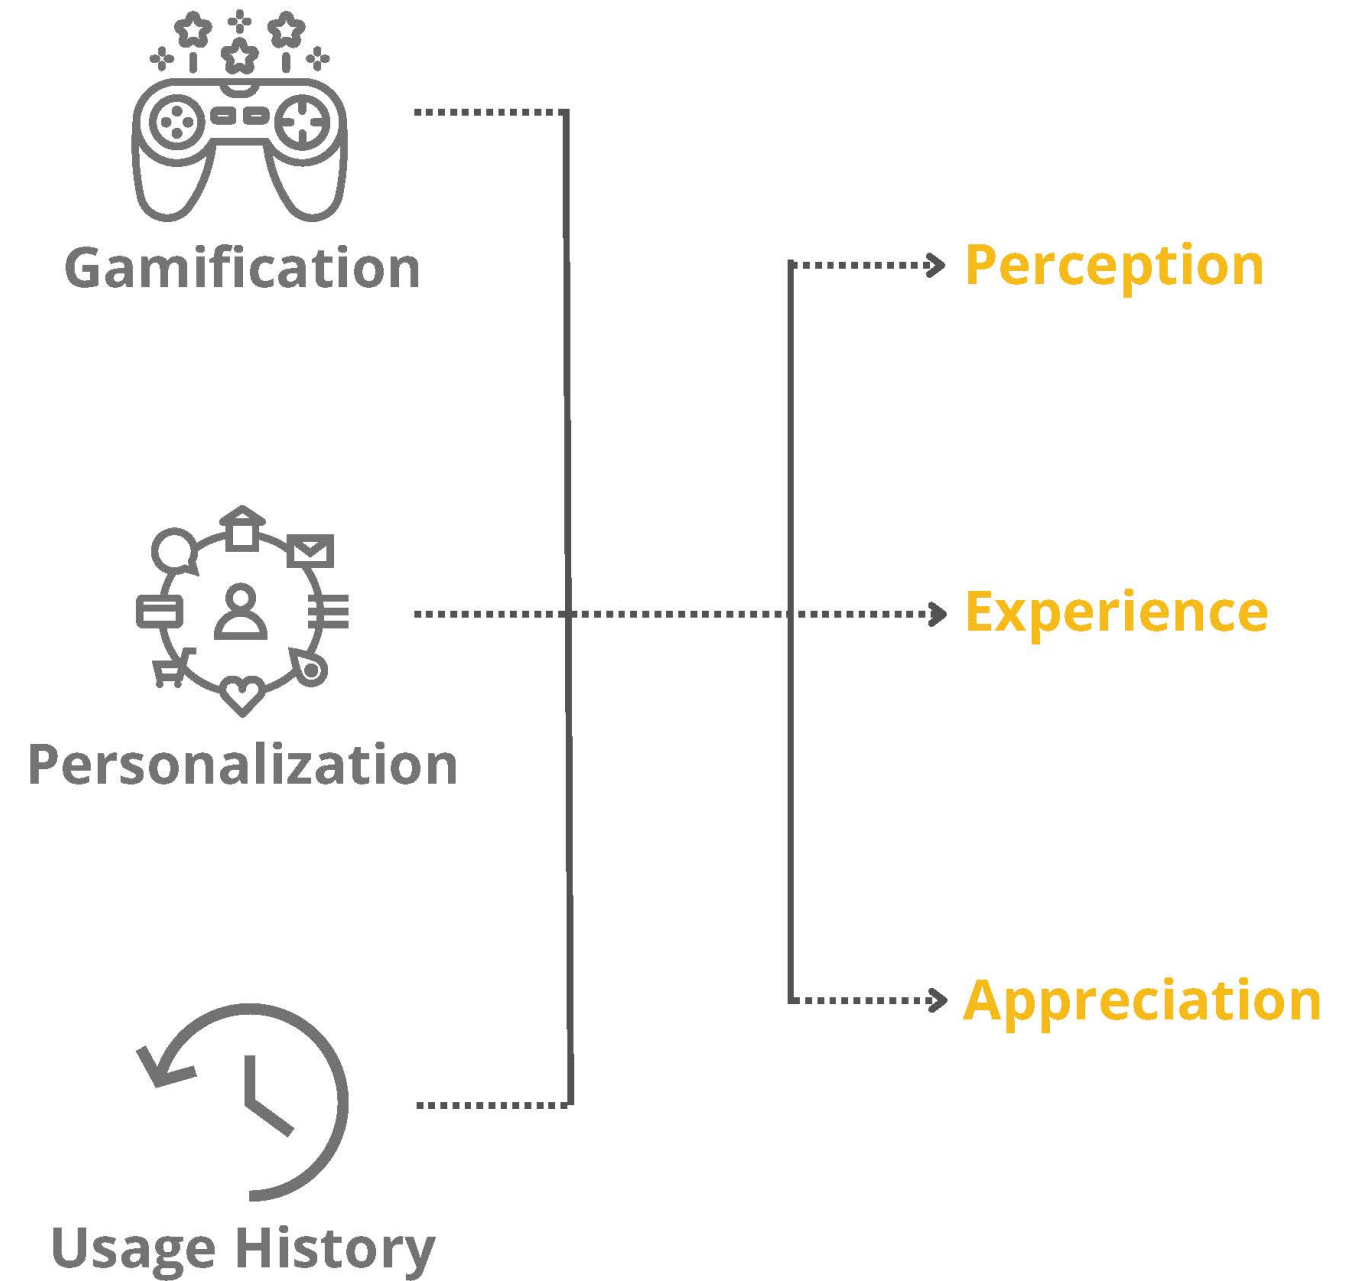 Gamification
Perception
Experience
Personalization
Appreciation
Usage History